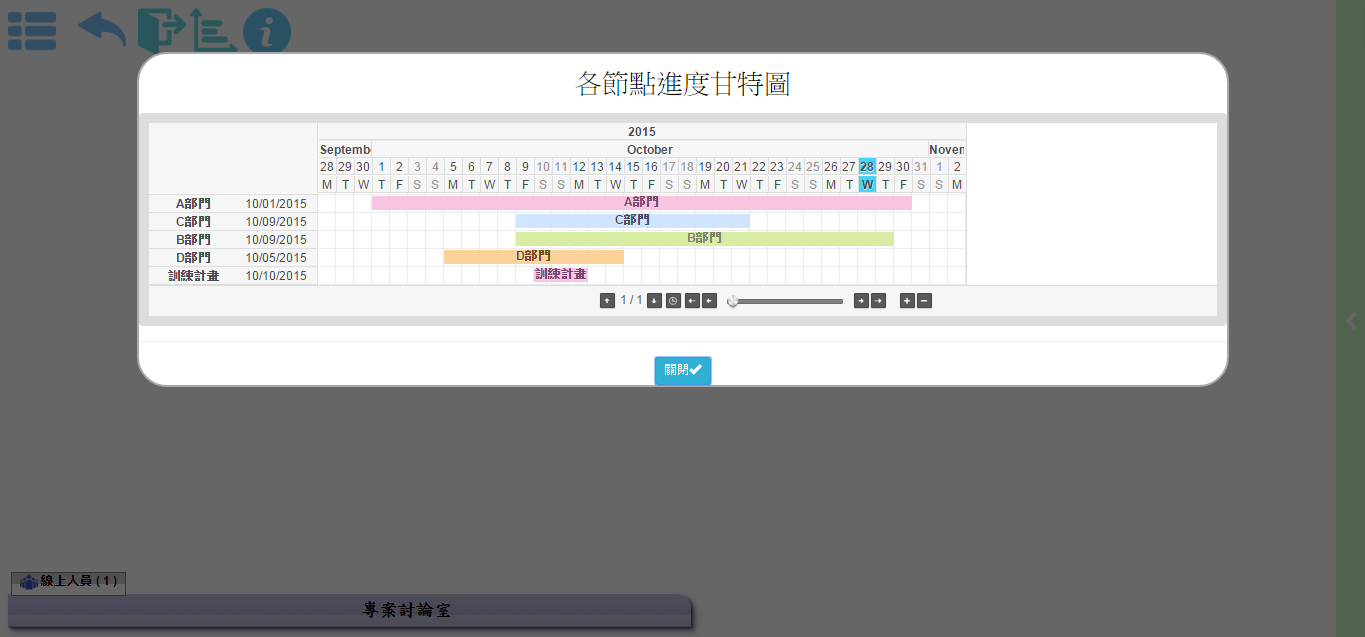 各節點進度甘特圖
2015
Septembe October Noven
28 29 30 1 2 3 4 5 6 7 8 9 10 11 12 13 14 15 16 17 18 19 20 21 22 23 24 25 26 27 28 29 30 31 1 2
M T W T F S S M T W T F S S M T W T F S S M T W T F S S M T W T F S S M
A部門 10/01/2015 A部門
C部門 10/09/2015 C部門
B部門 10/09/2015 B部門
D部門 10/05/2015 D部門
訓練計畫 10/10/2015 訓練計畫
1 / 1
關閉
線上人員 ( 1 )
專案討論室